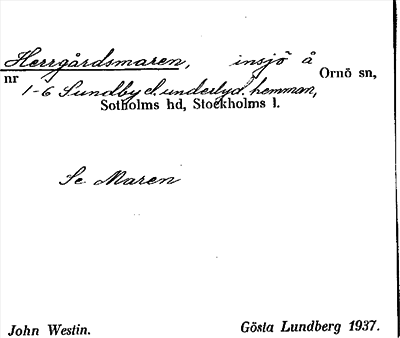 Herrgårdsmaren, insjö å Ornö sn,
nr 1-6 Sundby d. underlyd. hemman,
Sotholms hd, Stockholms l.
Se Maren
John Westin. Gösta Lundberg 1937.